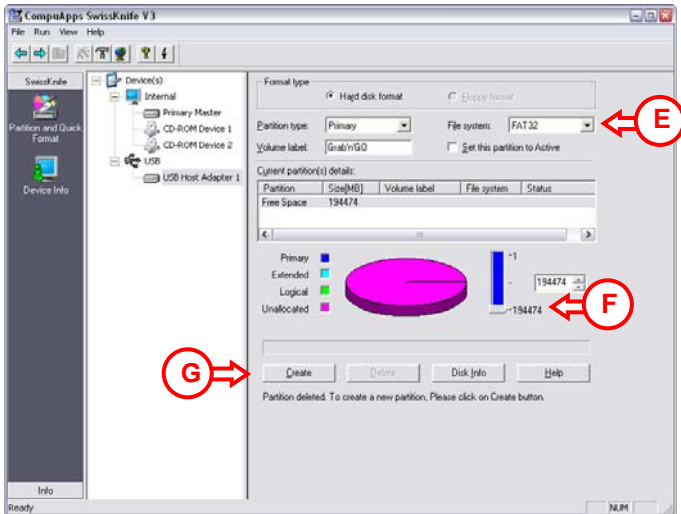 CompuApps SwissKnife V3
File Run View Help
SwissKnife
Partition and Quick
Format
Device Info
Info
Device(s)
Internal
Primary Master
CD-ROM Device 1
CD-ROM Device 2
USB
USB Host Adapter 1
Format type
Hard disk format
Floppy format
Partition type: Primary
File system: FAT32
E
Volume label: Grab'n'GO
Set this partition to Active
Current partition(s) details:
Partition Size[MB] Volume label File system Status
Free Space 194474
Primary
Extended
Logical
Unallocated
-1
-
194474
-194474
F
G
Create Delete Disk Info Help
Partition deleted. To create a new partition, Please click on Create button.
Ready NUM